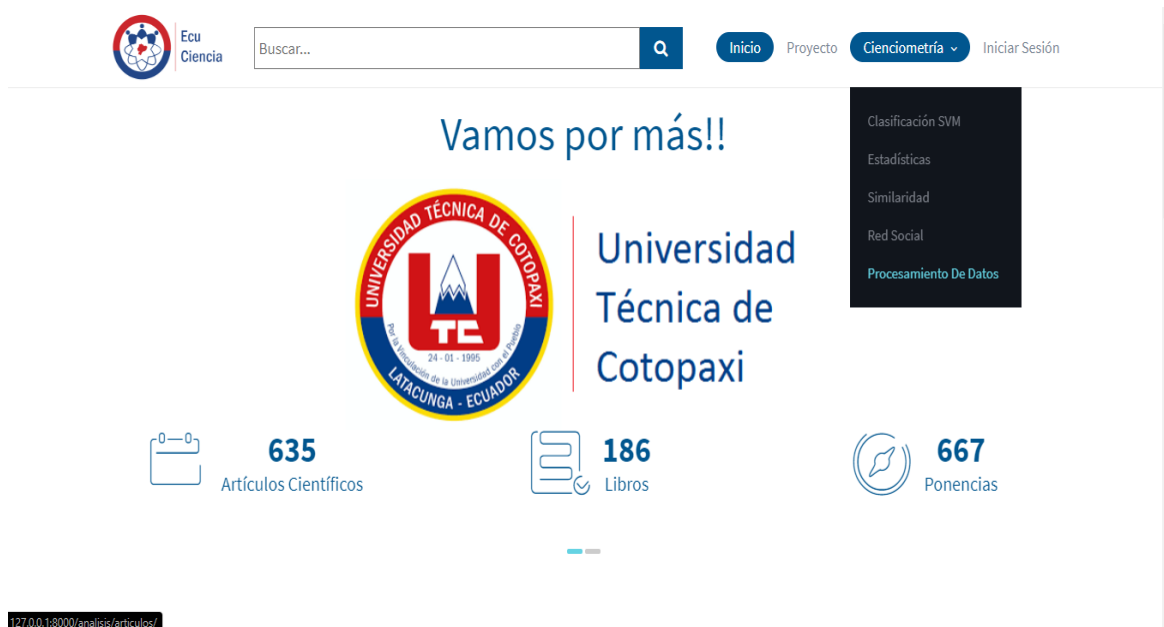 Ecu
Ciencia
Buscar...
Inicio
Proyecto
Cienciometría
Iniciar Sesión
Clasificación SVM
Estadísticas
Similaridad
Red Social
Procesamiento De Datos
Vamos por más!!
UNIVERSIDAD TÉCNICA DE COTOPAXI
UTC
24 - 01 - 1995
Por la Vinculación de la Universidad con el Pueblo
LATACUNGA - ECUADOR
Universidad
Técnica de
Cotopaxi
635
Artículos Científicos
186
Libros
667
Ponencias
127.0.0.1:8000/analisis/articulos/